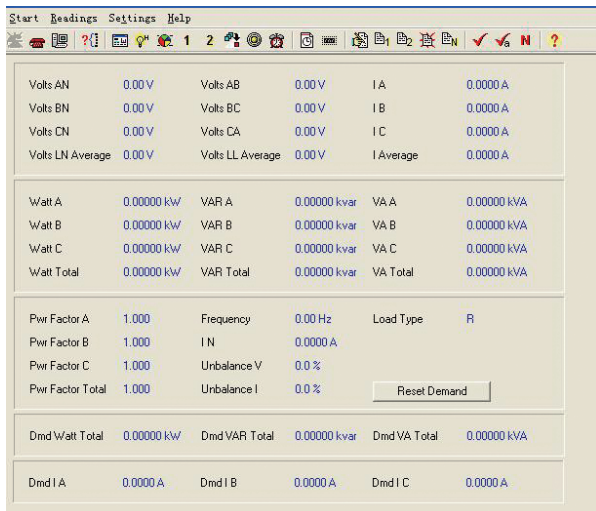 Start Readings Settings Help
?{} 1 2 1 2 N a N ?
Volts AN 0.00 V Volts AB 0.00 V I A 0.0000 A
Volts BN 0.00 V Volts BC 0.00 V I B 0.0000 A
Volts CN 0.00 V Volts CA 0.00 V I C 0.0000 A
Volts LN Average 0.00 V Volts LL Average 0.00 V I Average 0.0000 A
Watt A 0.00000 kW VAR A 0.00000 kvar VA A 0.00000 kVA
Watt B 0.00000 kW VAR B 0.00000 kvar VA B 0.00000 kVA
Watt C 0.00000 kW VAR C 0.00000 kvar VA C 0.00000 kVA
Watt Total 0.00000 kW VAR Total 0.00000 kvar VA Total 0.00000 kVA
Pwr Factor A 1.000 Frequency 0.00 Hz Load Type R
Pwr Factor B 1.000 I N 0.0000 A
Pwr Factor C 1.000 Unbalance V 0.0 %
Pwr Factor Total 1.000 Unbalance I 0.0 % Reset Demand
Dmd Watt Total 0.00000 kW Dmd VAR Total 0.00000 kvar Dmd VA Total 0.00000 kVA
Dmd I A 0.0000 A Dmd I B 0.0000 A Dmd I C 0.0000 A